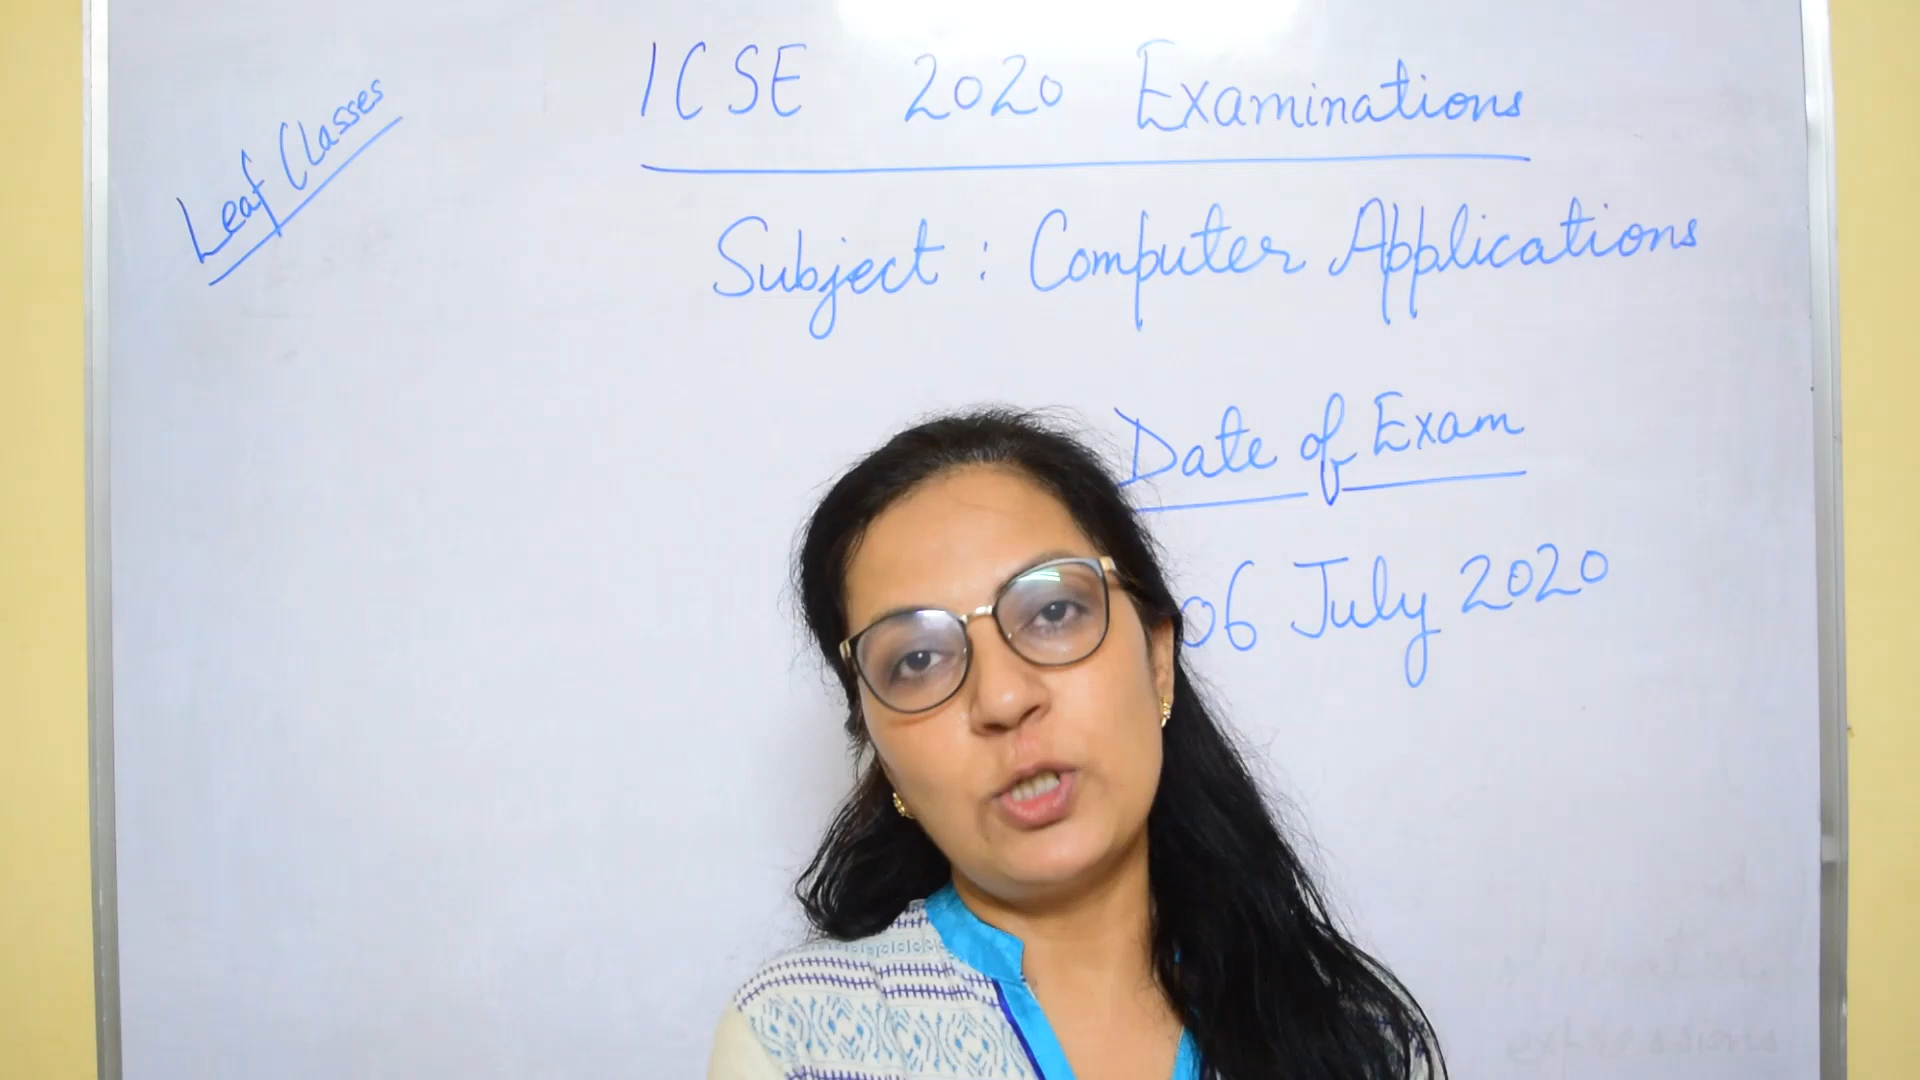 Leaf Classes
ICSE 2020 Examinations
Subject : Computer Applications
Date of Exam
06 July 2020